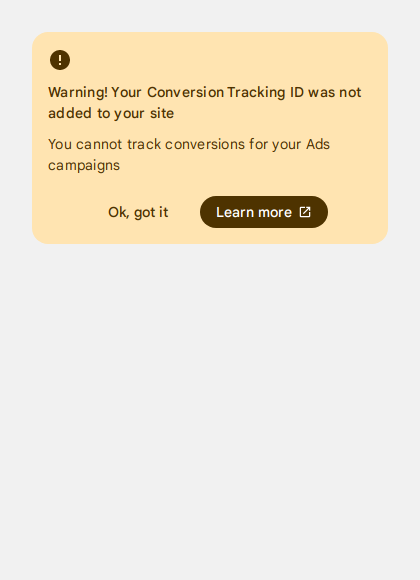 Warning! Your Conversion Tracking ID was not
added to your site
You cannot track conversions for your Ads
campaigns
Ok, got it
Learn more